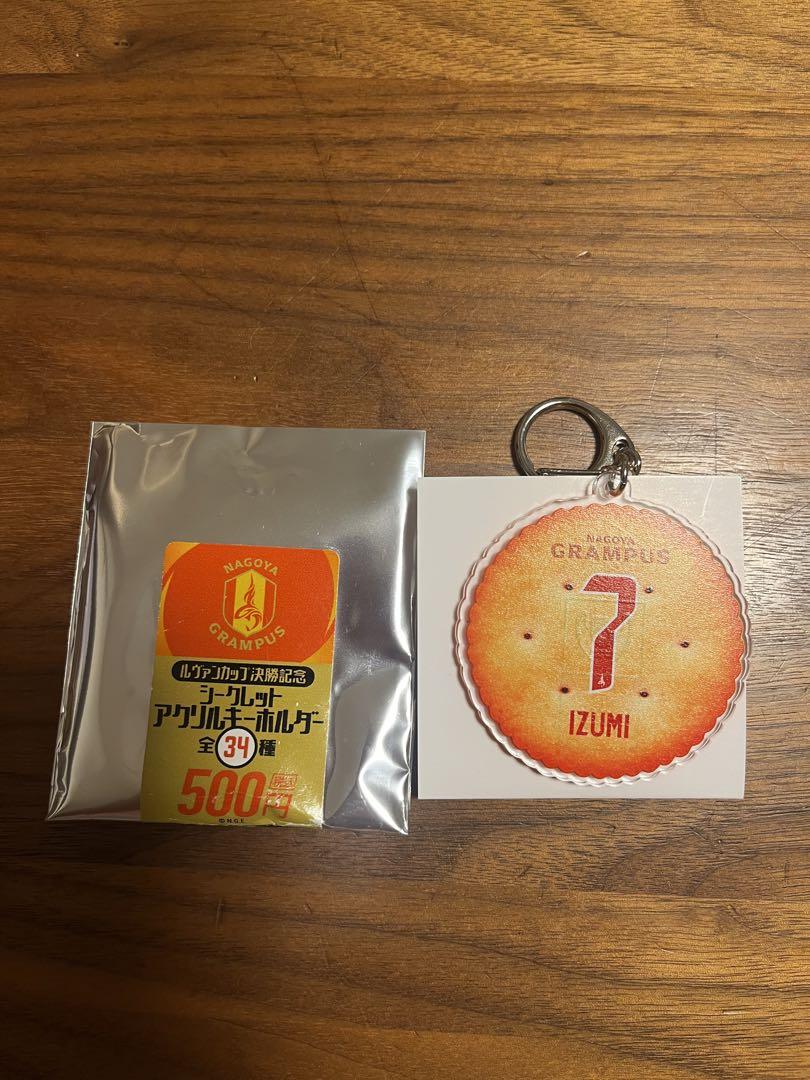 NAGOYA
GRAMPUS
ルヴァンカップ決勝記念
シークレット
アクリルキーホルダー
全34種
500円
© N.G.E.
NAGOYA
GRAMPUS
7
IZUMI